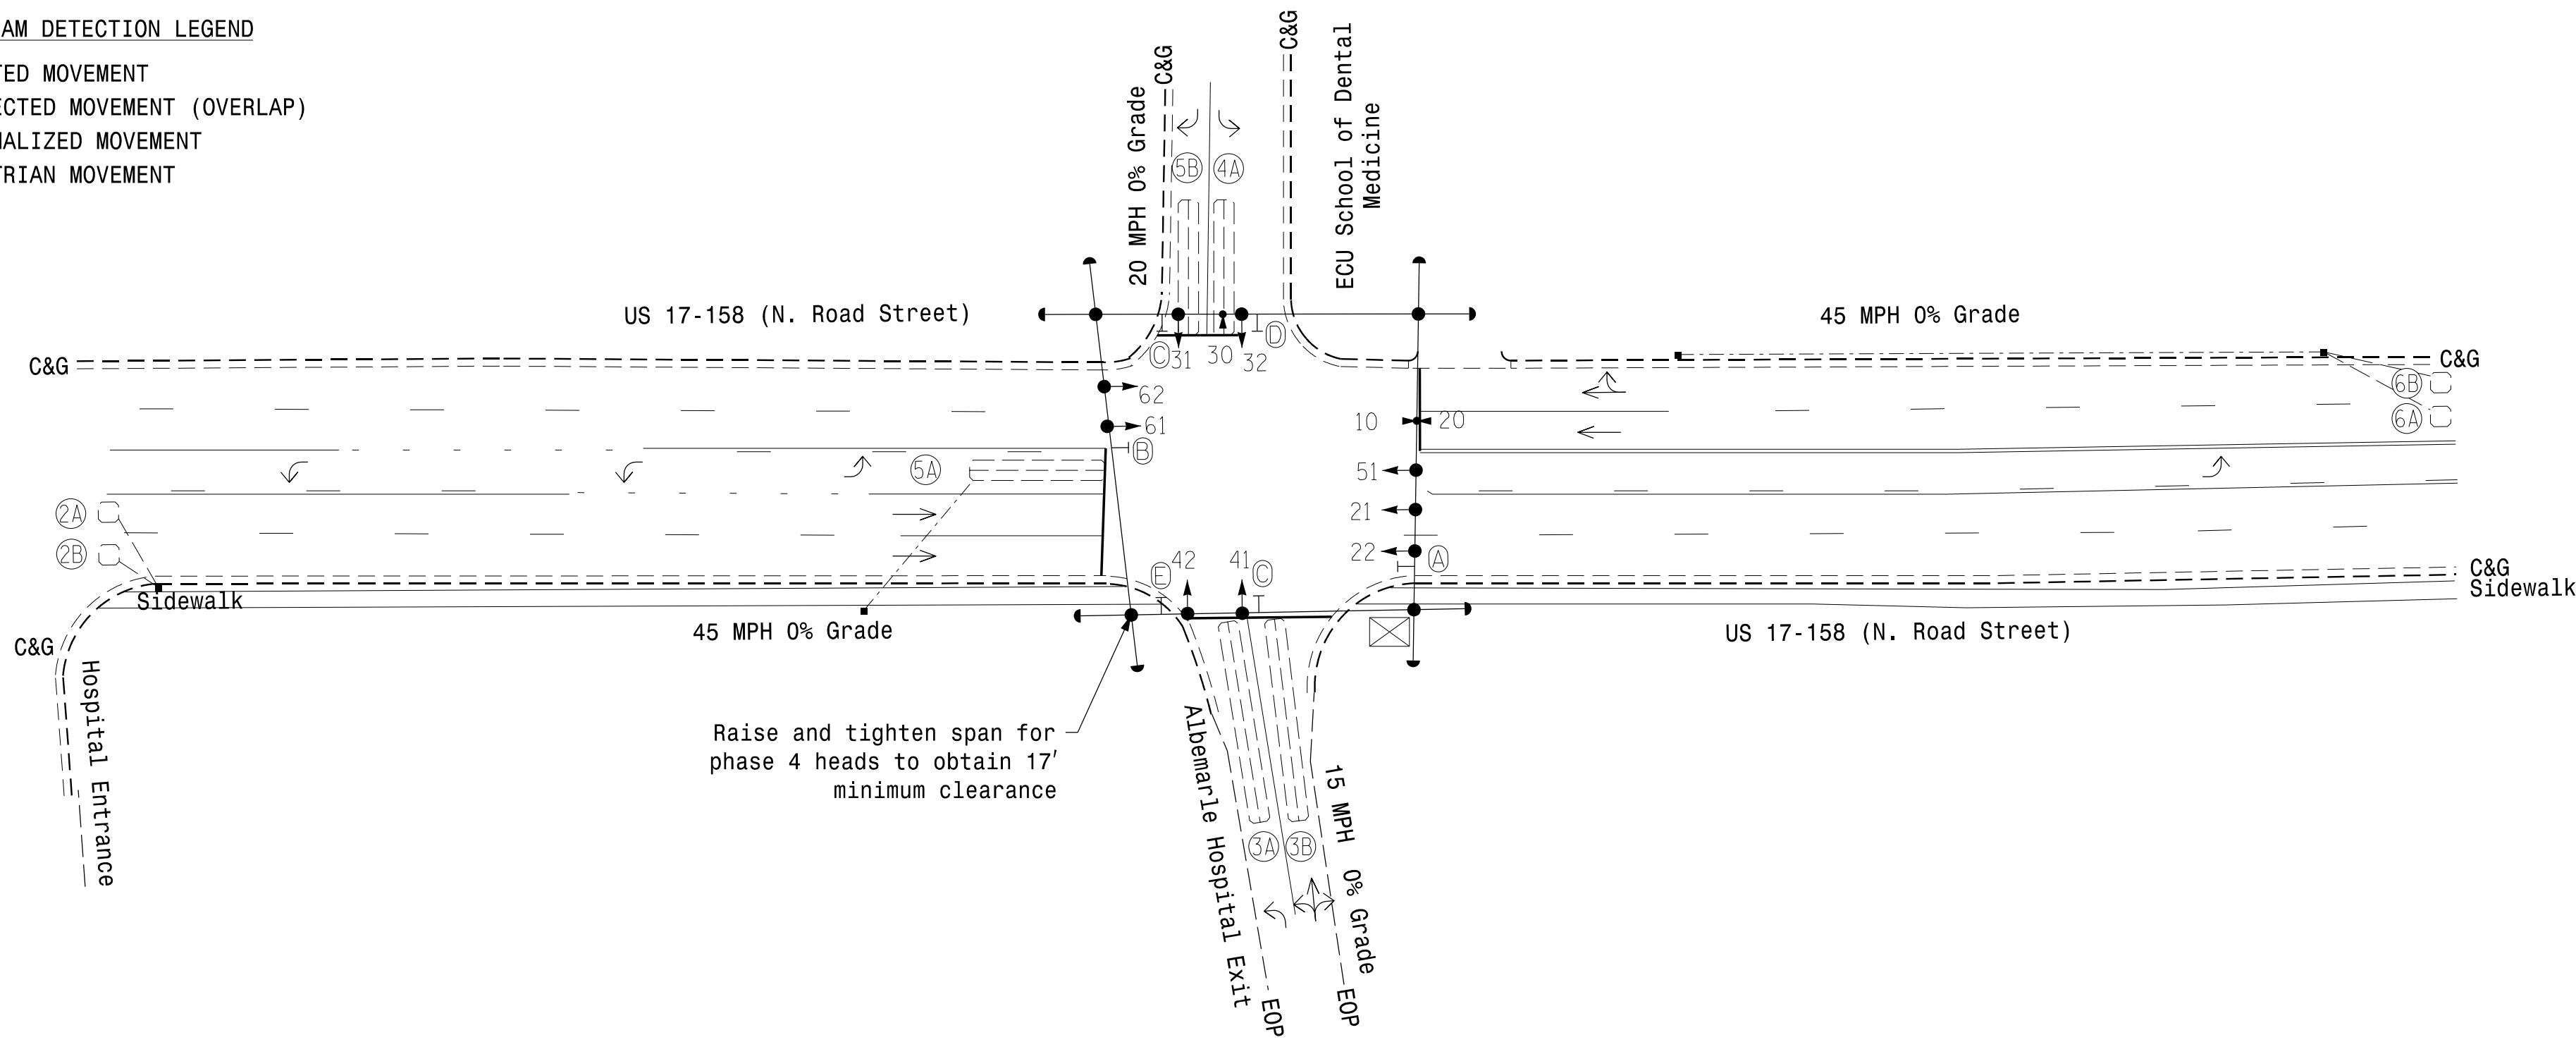 AM DETECTION LEGEND
TED MOVEMENT
ECTED MOVEMENT (OVERLAP)
NALIZED MOVEMENT
TRIAN MOVEMENT
20 MPH 0% Grade
C&G
C&G
ECU School of Dental
Medicine
5B
4A
US 17-158 (N. Road Street)
45 MPH 0% Grade
C
31
30
32
D
C&G
C&G
62
61
B
10
20
6B
6A
5A
51
21
22
A
2A
2B
E
42
41
C
C&G
Sidewalk
Sidewalk
45 MPH 0% Grade
US 17-158 (N. Road Street)
C&G
Hospital Entrance
Raise and tighten span for
phase 4 heads to obtain 17'
minimum clearance
Albemarle Hospital Exit
3A
3B
15 MPH 0% Grade
EOP
EOP